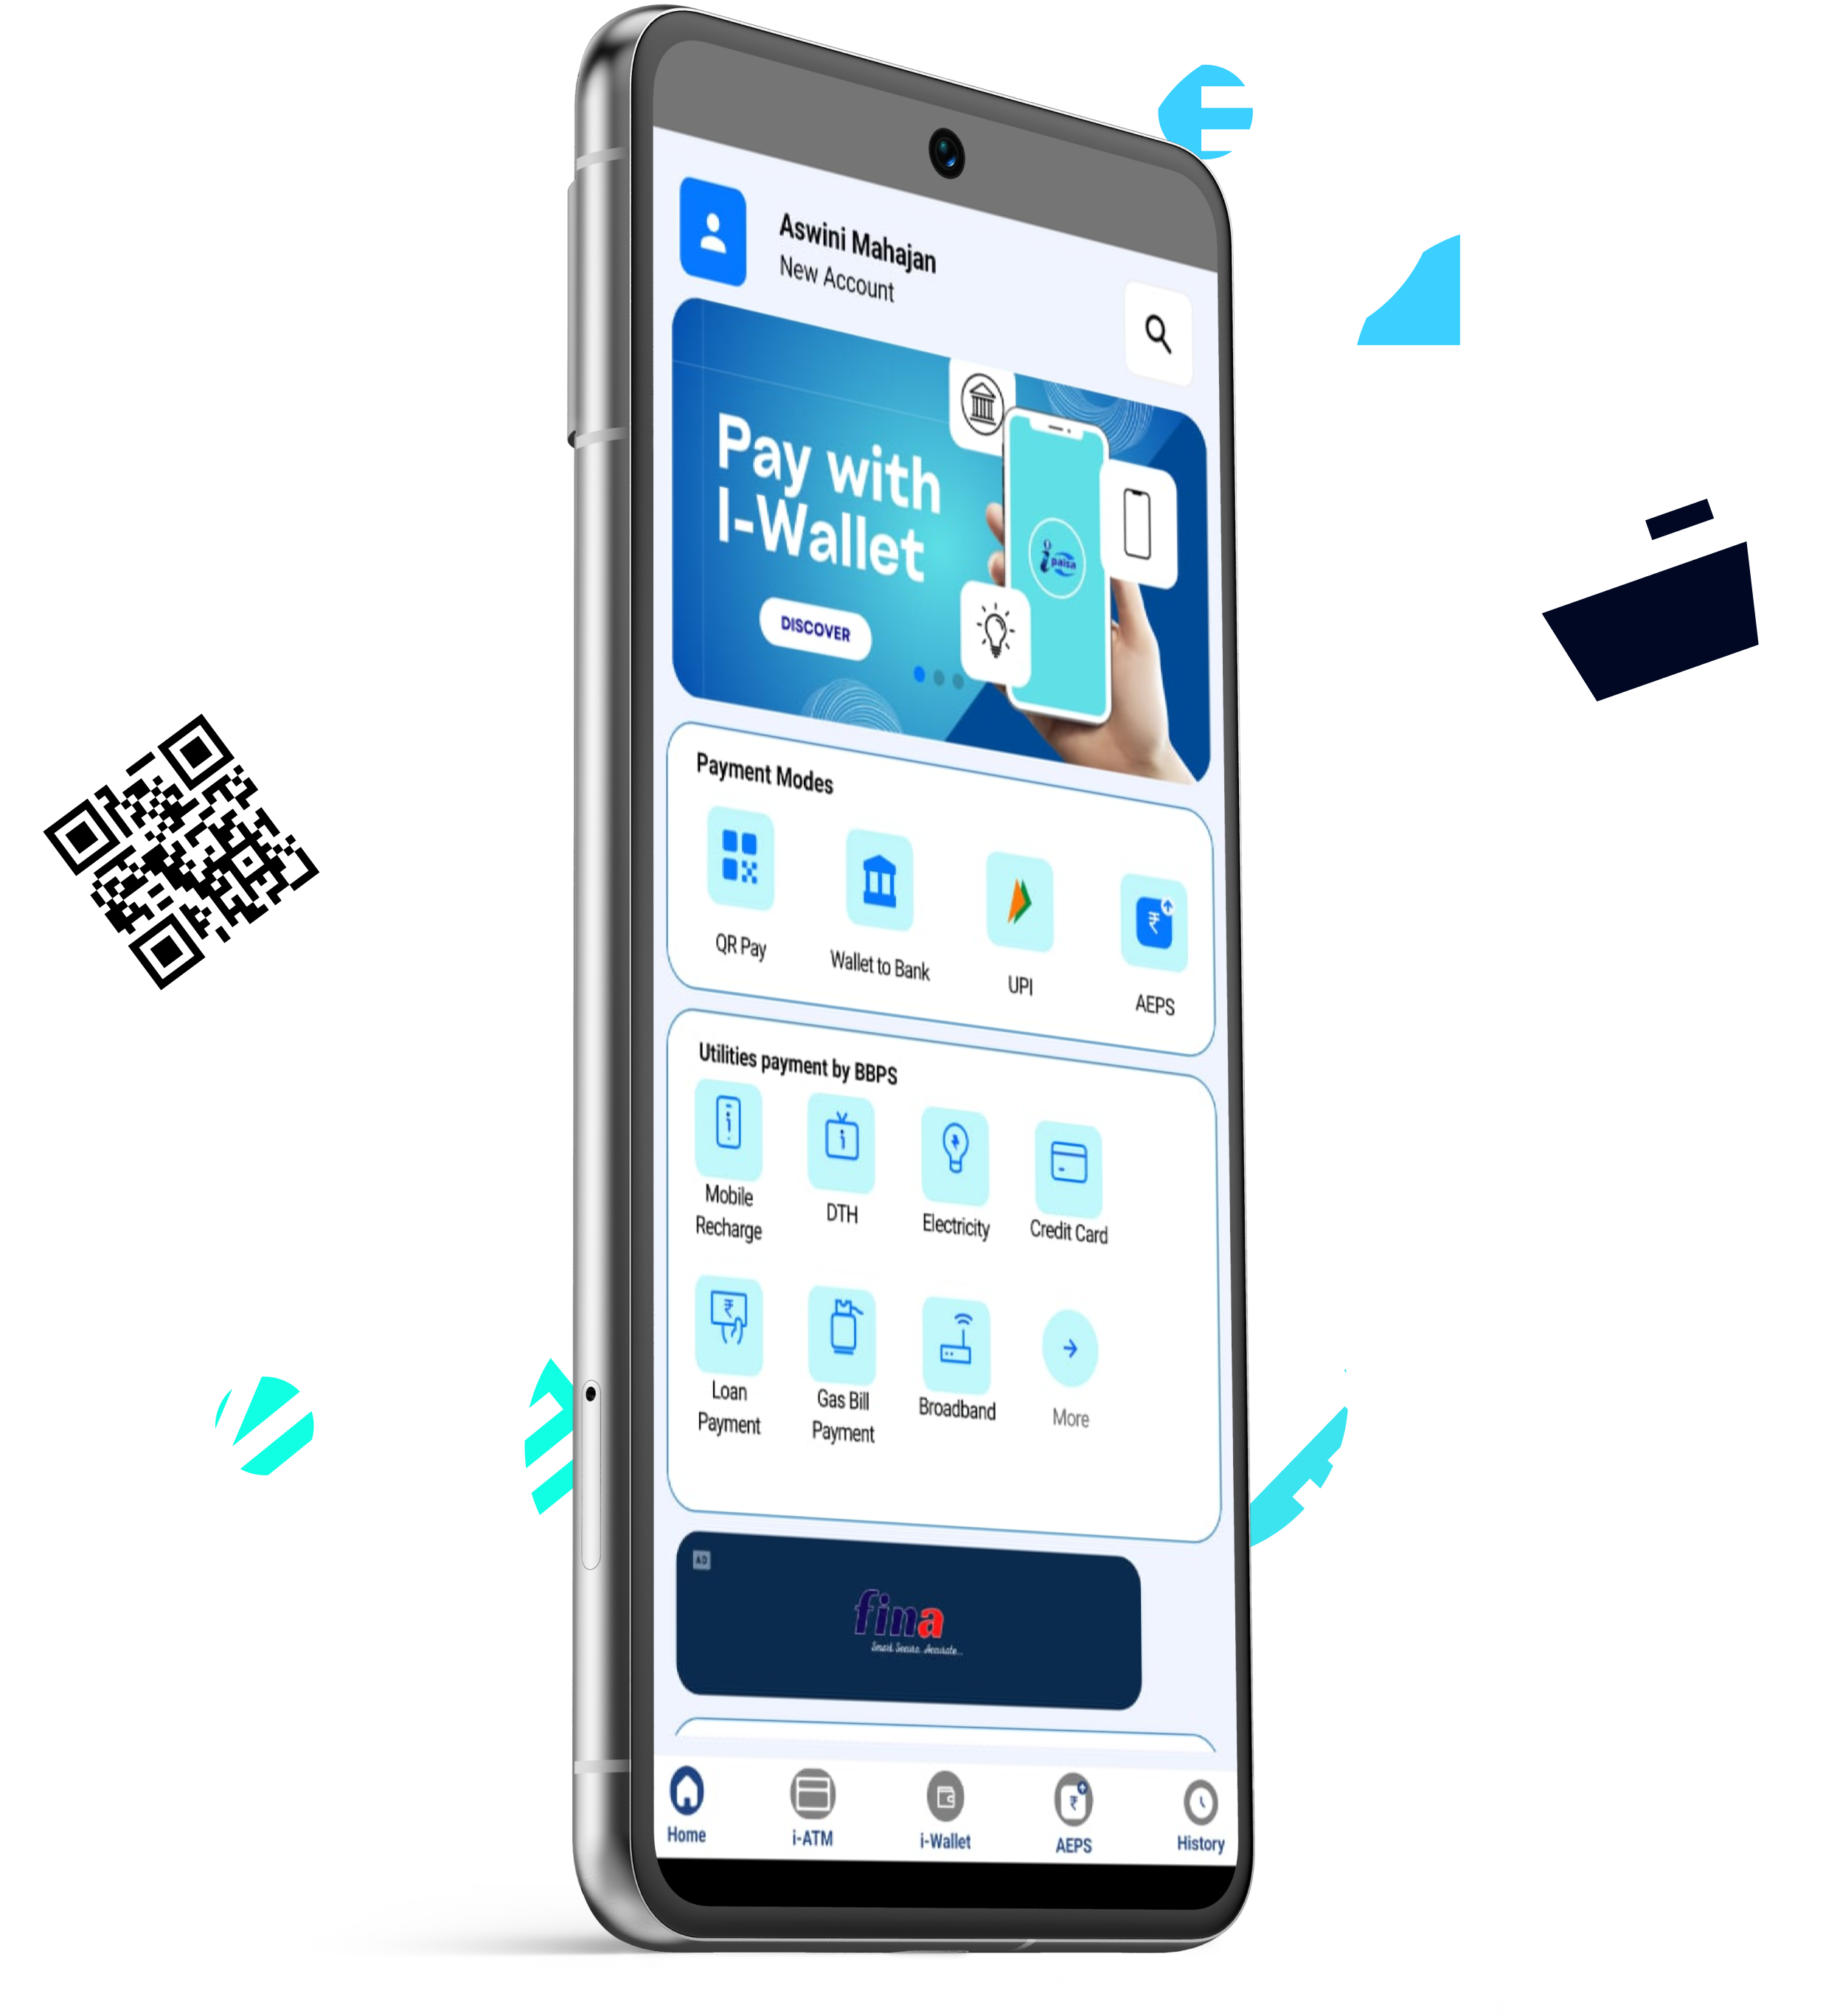 Aswini Mahajan
New Account
Pay with
I-Wallet
DISCOVER
i paisa
Payment Modes
QR Pay
Wallet to Bank
UPI
AEPS
Utilities payment by BBPS
Mobile
Recharge
DTH
Electricity
Credit Card
Loan
Payment
Gas Bill
Payment
Broadband
More
AD
fina
Smart. Secure. Accurate...
Home
i-ATM
i-Wallet
AEPS
History